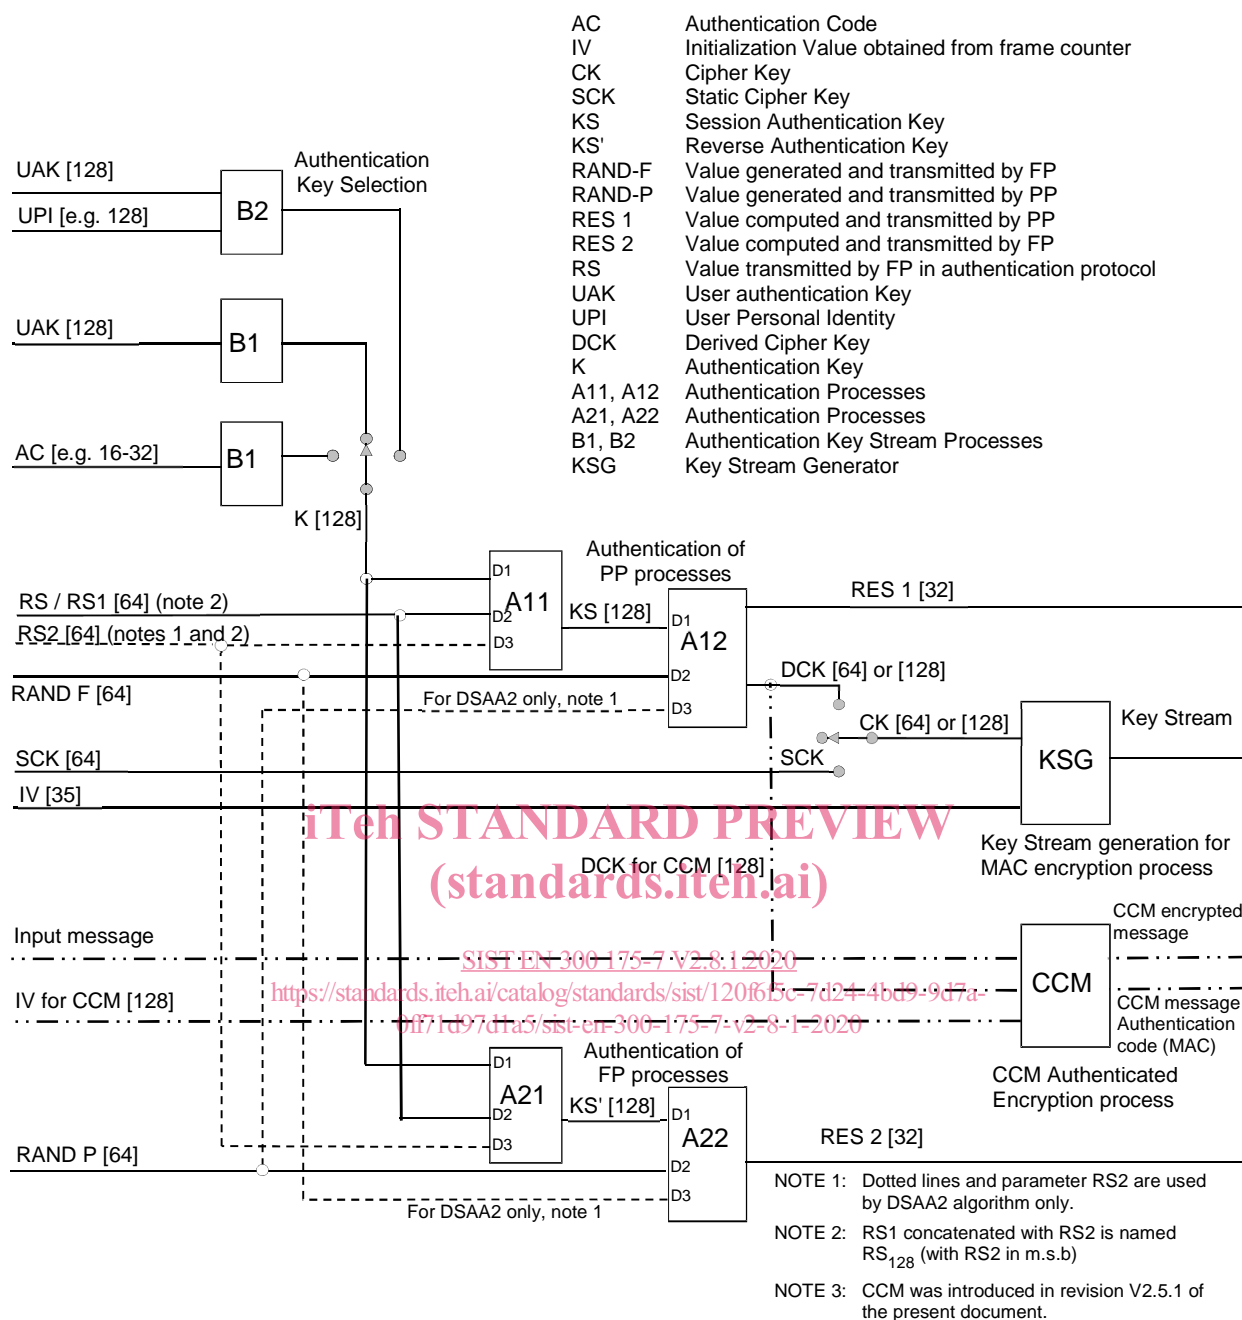 AC Authentication Code
IV Initialization Value obtained from frame counter
CK Cipher Key
SCK Static Cipher Key
KS Session Authentication Key
KS' Reverse Authentication Key
RAND-F Value generated and transmitted by FP
RAND-P Value generated and transmitted by PP
RES 1 Value computed and transmitted by PP
RES 2 Value computed and transmitted by FP
RS Value transmitted by FP in authentication protocol
UAK User authentication Key
UPI User Personal Identity
DCK Derived Cipher Key
K Authentication Key
A11, A12 Authentication Processes
A21, A22 Authentication Processes
B1, B2 Authentication Key Stream Processes
KSG Key Stream Generator
UAK [128]
UPI [e.g. 128]
B2
Authentication
Key Selection
UAK [128]
B1
AC [e.g. 16-32]
B1
K [128]
RS / RS1 [64] (note 2)
RS2 [64] (notes 1 and 2)
RAND F [64]
D1
D2
D3
A11
KS [128]
Authentication of
PP processes
D1
A12
D2
D3
For DSAA2 only, note 1
RES 1 [32]
DCK [64] or [128]
CK [64] or [128]
SCK
SCK [64]
IV [35]
KSG
Key Stream
Key Stream generation for
MAC encryption process
iTeh STANDARD PREVIEW
(standards.iteh.ai)
DCK for CCM [128]
Input message
IV for CCM [128]
SIST EN 300 175-7 V2.8.1:2020
https://standards.iteh.ai/catalog/standards/sist/120f6f5c-7d24-4bd9-9d7a-
0ff71d97d1a5/sist-en-300-175-7-v2-8-1-2020
CCM
CCM encrypted
message
CCM message
Authentication
code (MAC)
CCM Authenticated
Encryption process
Authentication of
FP processes
D1
A21
D2
D3
KS' [128]
D1
A22
D2
D3
RAND P [64]
For DSAA2 only, note 1
RES 2 [32]
NOTE 1: Dotted lines and parameter RS2 are used
by DSAA2 algorithm only.
NOTE 2: RS1 concatenated with RS2 is named
RS128 (with RS2 in m.s.b)
NOTE 3: CCM was introduced in revision V2.5.1 of
the present document.